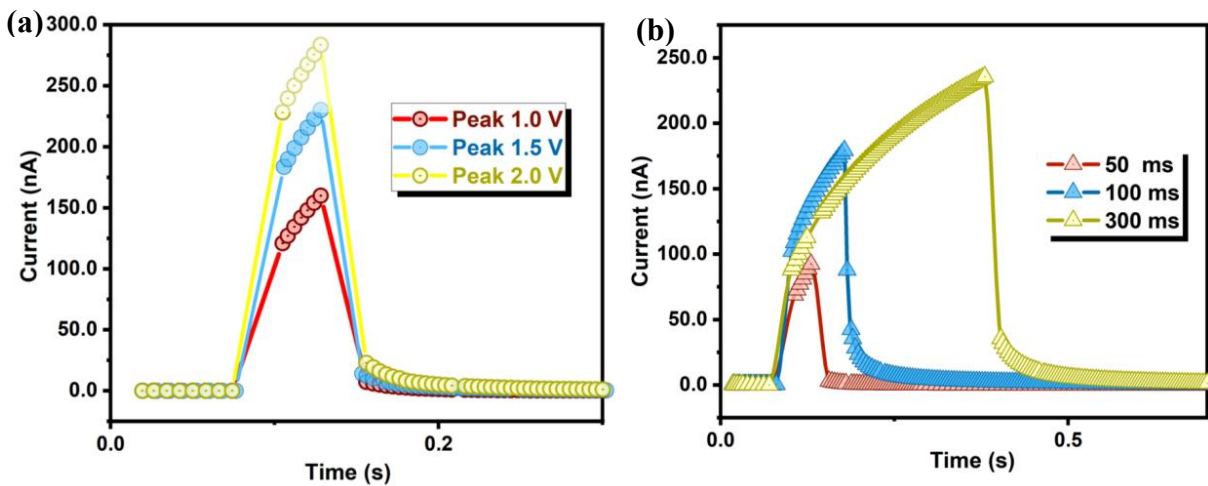 (a)
300.0
250.0
200.0
150.0
100.0
50.0
0.0
Current (nA)
Peak 1.0 V
Peak 1.5 V
Peak 2.0 V
0.0
0.2
Time (s)
(b)
250.0
200.0
150.0
100.0
50.0
0.0
Current (nA)
50 ms
100 ms
300 ms
0.0
0.5
Time (s)